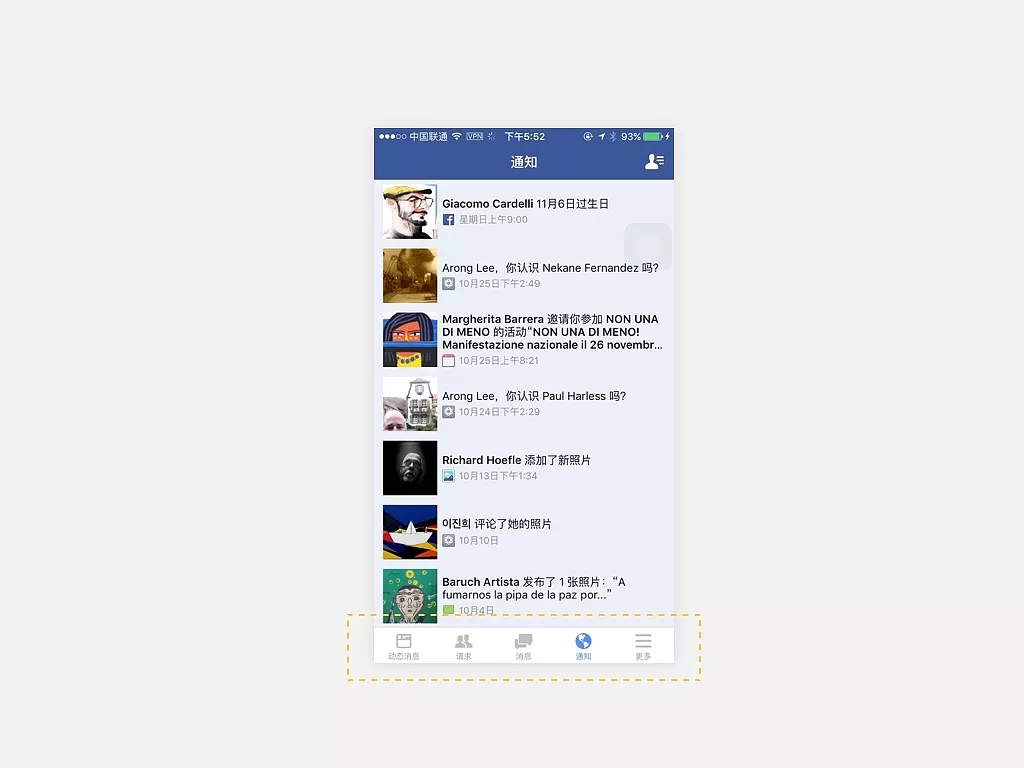 中国联通 VPN 下午5:52 93%
通知
Giacomo Cardelli 11月6日过生日
星期日上午9:00
Arong Lee，你认识 Nekane Fernandez 吗?
10月25日下午2:49
Margherita Barrera 邀请你参加 NON UNA
DI MENO 的活动“NON UNA DI MENO!
Manifestazione nazionale il 26 novembr...
10月25日上午8:21
Arong Lee，你认识 Paul Harless 吗?
10月24日下午2:29
Richard Hoefle 添加了新照片
10月13日下午1:34
이진희 评论了她的照片
10月10日
Baruch Artista 发布了 1 张照片：“A
fumarnos la pipa de la paz por...”
10月4日
动态消息 请求 消息 通知 更多